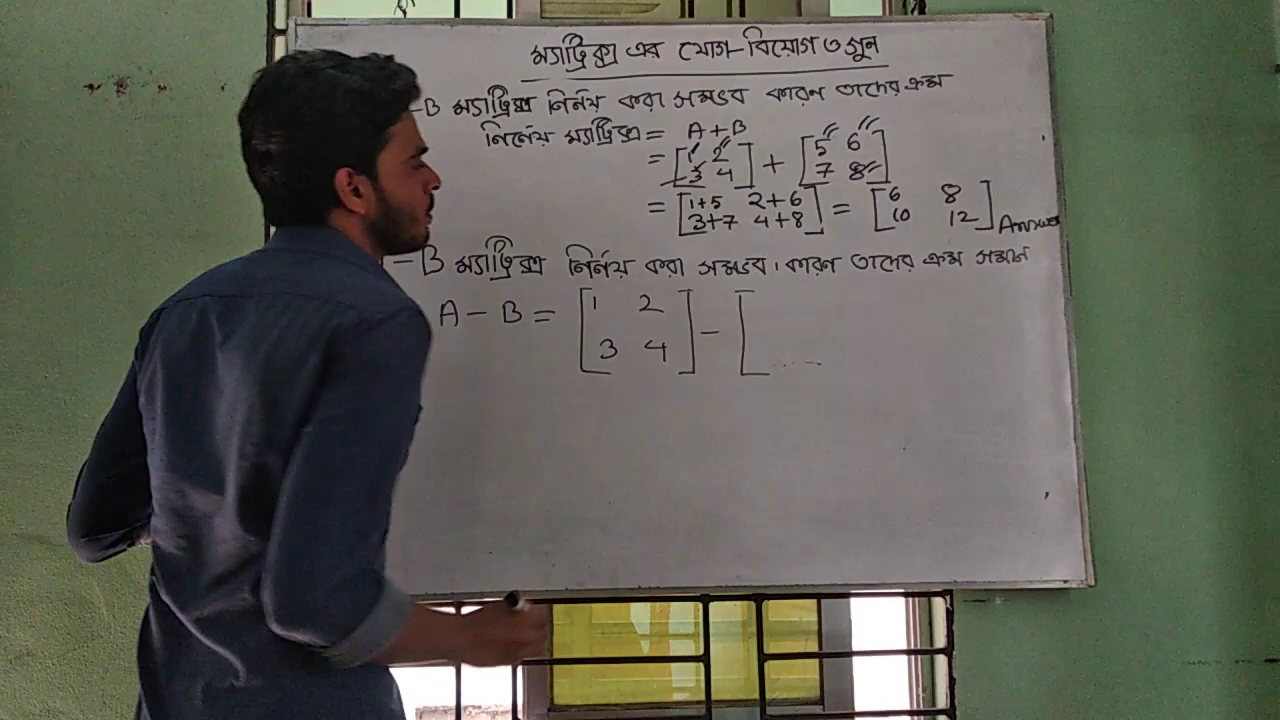 ম্যাট্রিক্স এর যোগ-বিয়োগ ও গুন
-B ম্যাট্রিক্স নির্নয় করা সম্ভব কারন তাদের ক্রম
নির্নেয় ম্যাট্রিক্স = A+B
= [1 2 + [5 6
3 4] 7 8]
= [1+5 2+6 = [6 8
3+7 4+8] 10 12] Answer
-B ম্যাট্রিক্স নির্নয় করা সম্ভব। কারন তাদের ক্রম সমান
A - B = [1 2 - [
3 4] ....